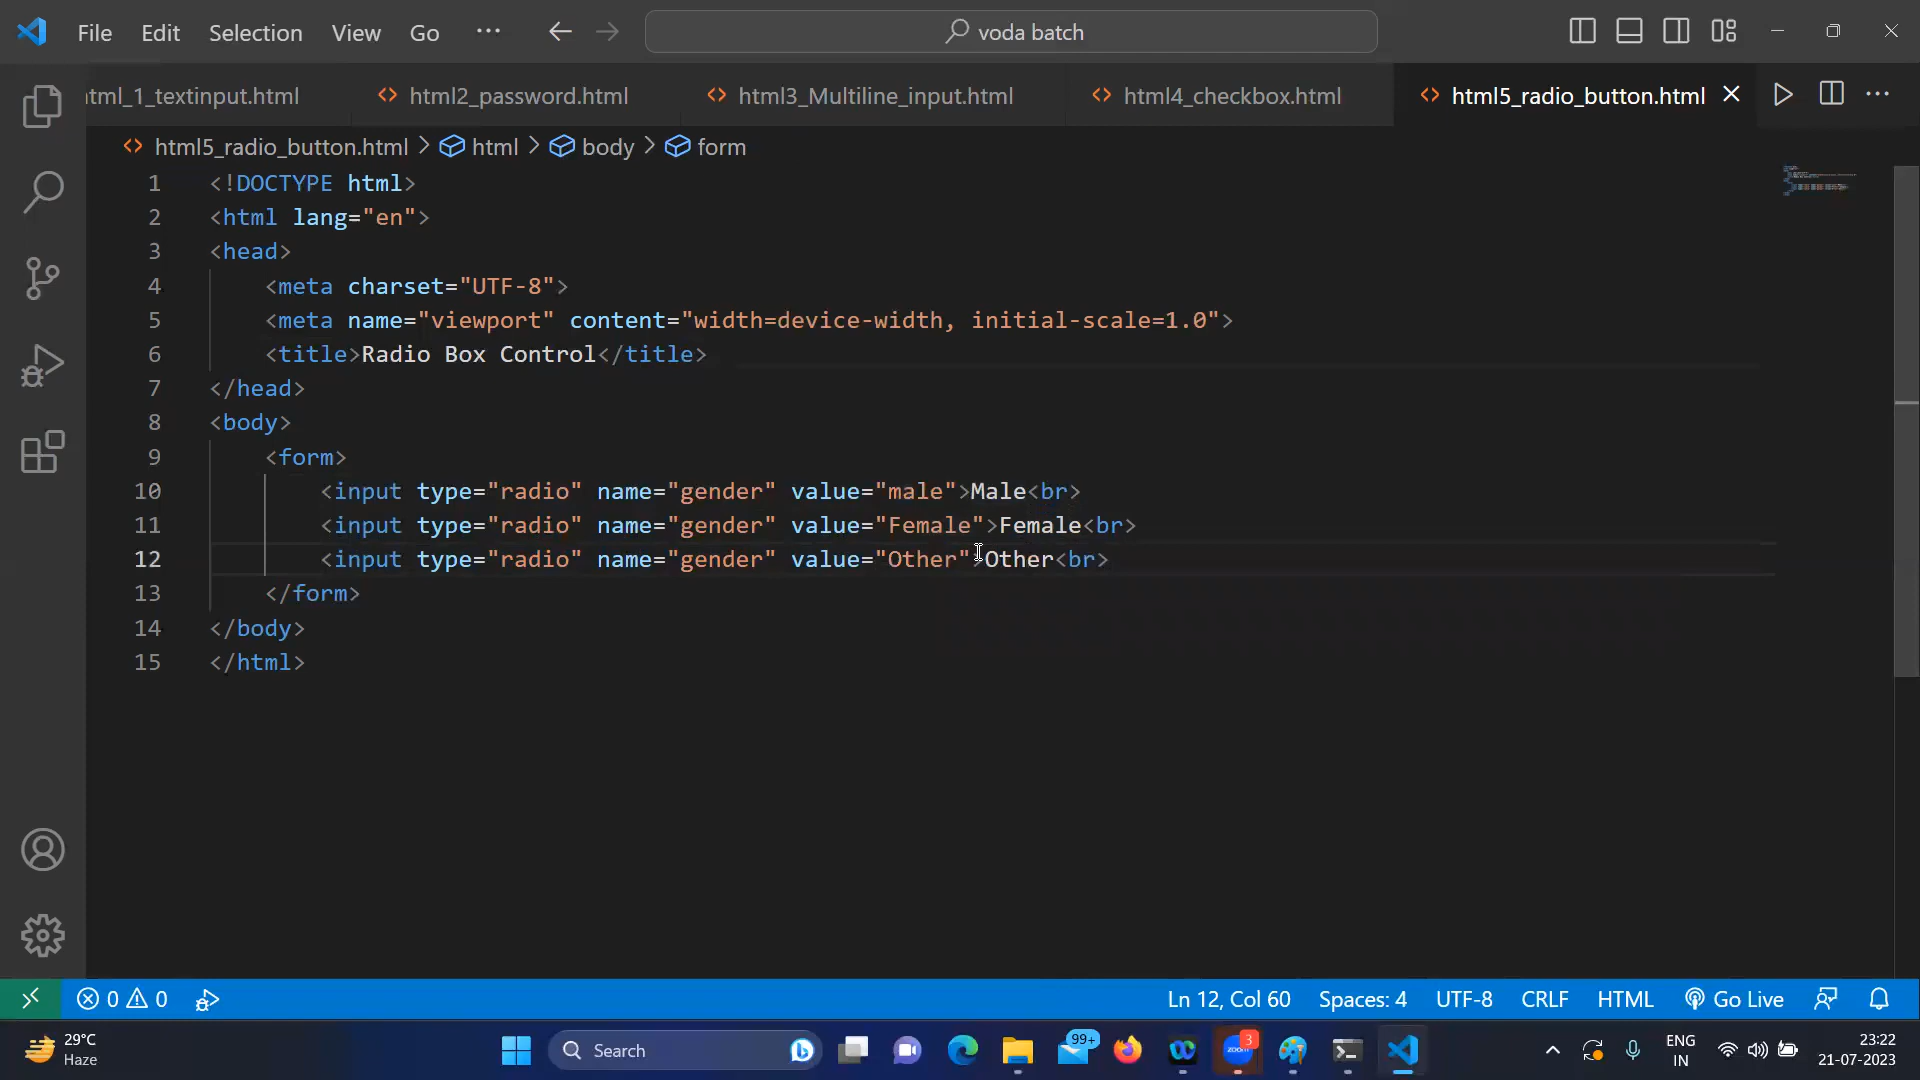 File Edit Selection View Go ··· voda batch
html_1_textinput.html html2_password.html html3_Multiline_input.html html4_checkbox.html html5_radio_button.html
html5_radio_button.html > html > body > form
1 <!DOCTYPE html>
2 <html lang="en">
3 <head>
4 <meta charset="UTF-8">
5 <meta name="viewport" content="width=device-width, initial-scale=1.0">
6 <title>Radio Box Control</title>
7 </head>
8 <body>
9 <form>
10 <input type="radio" name="gender" value="male">Male<br>
11 <input type="radio" name="gender" value="Female">Female<br>
12 <input type="radio" name="gender" value="Other">Other<br>
13 </form>
14 </body>
15 </html>
0 0 Ln 12, Col 60 Spaces: 4 UTF-8 CRLF HTML Go Live
29°C
Haze
Search
99+
zoom
3
ENG
IN
23:22
21-07-2023